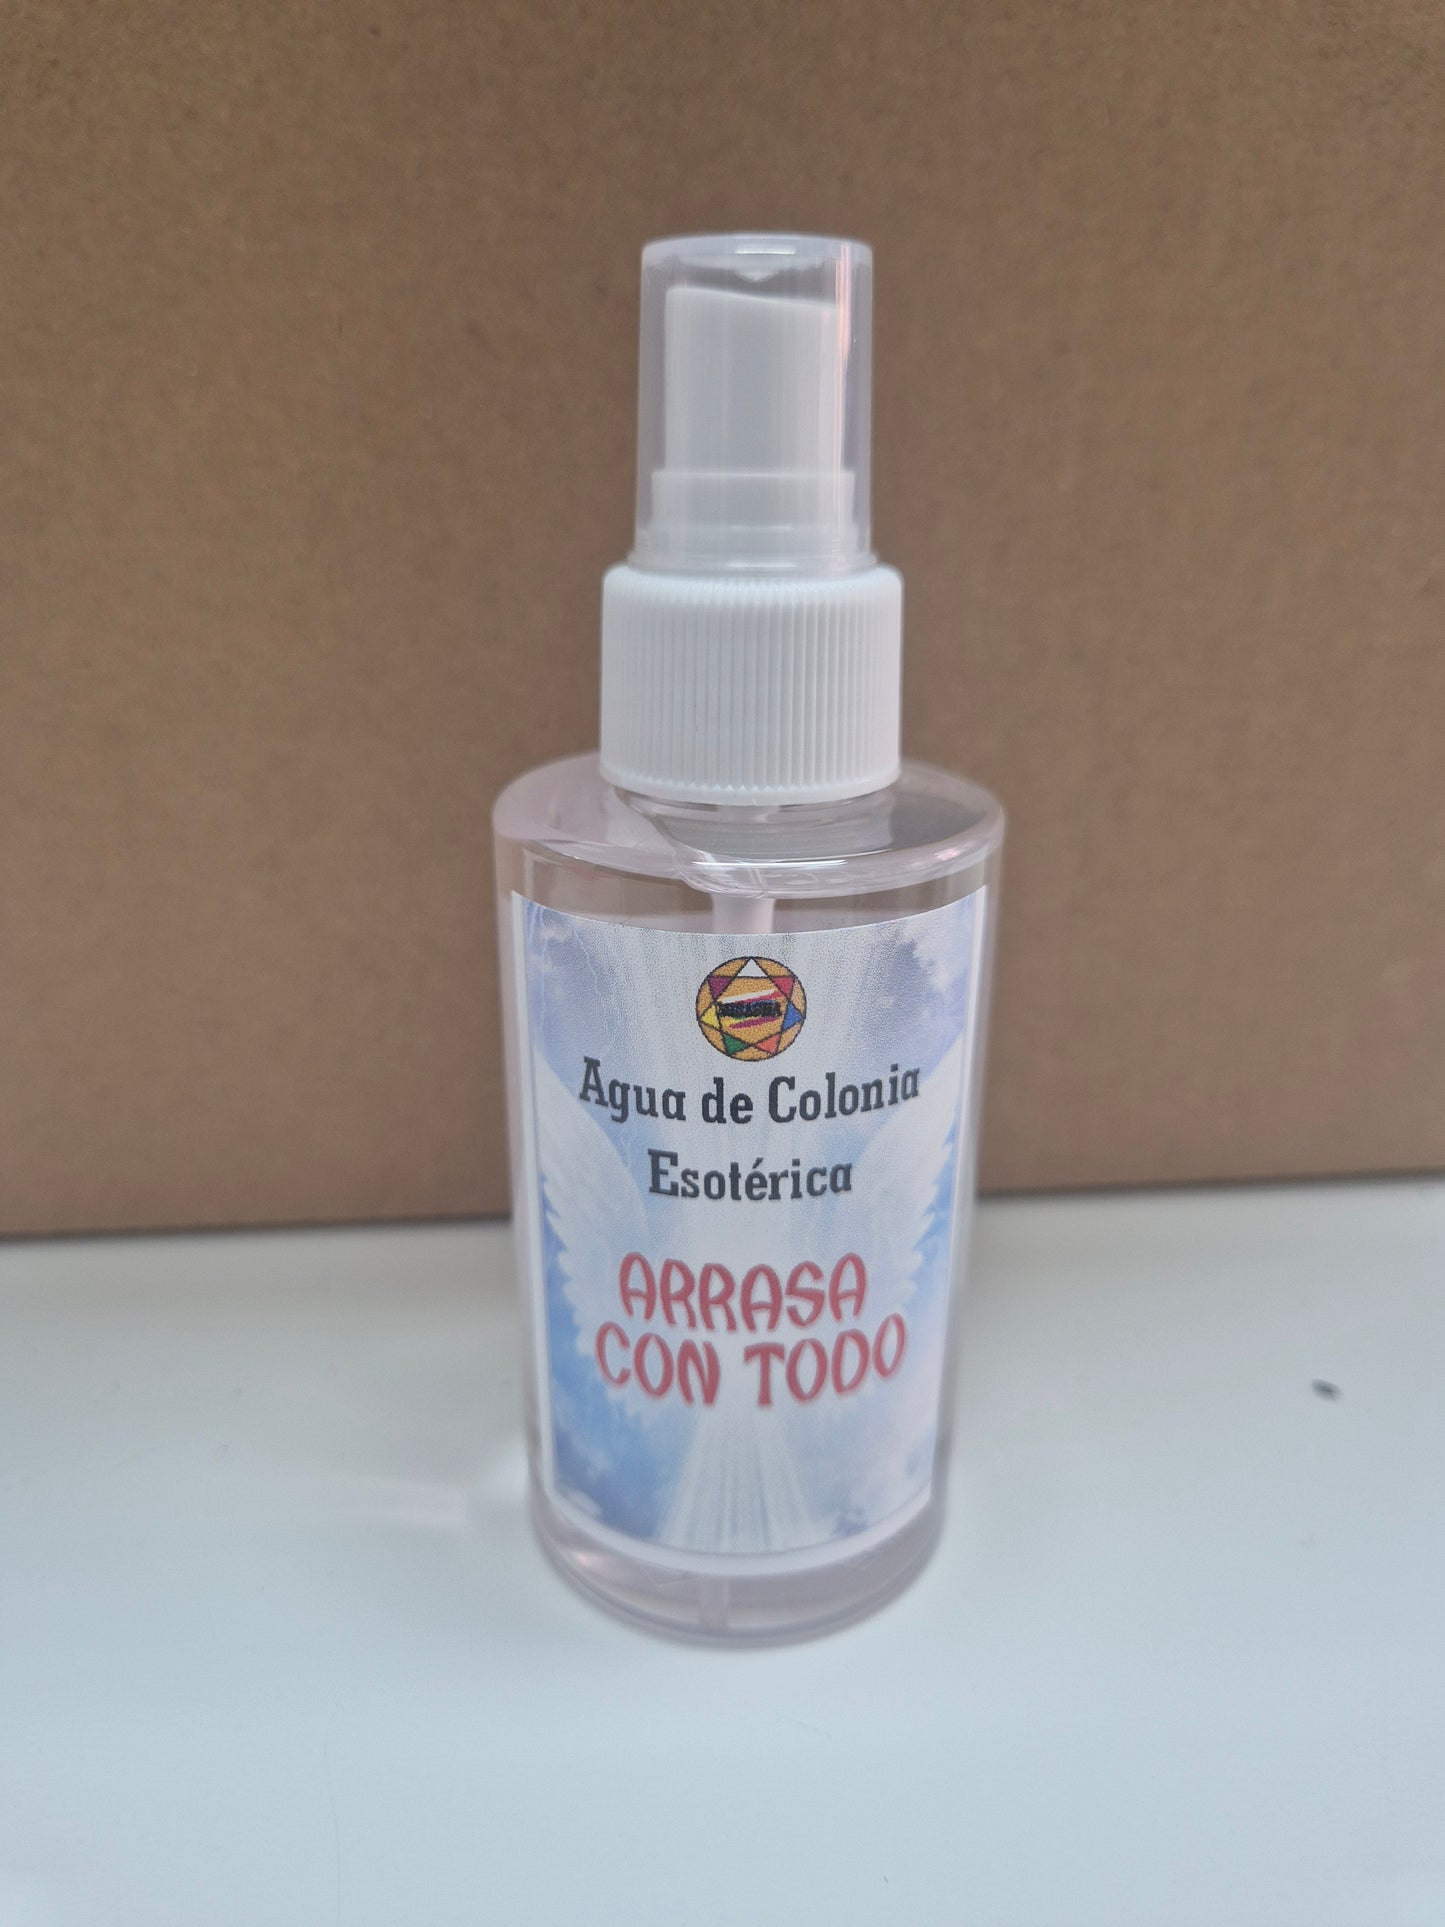 Agua de Colonia
Esotérica
ARRASA
CON TODO